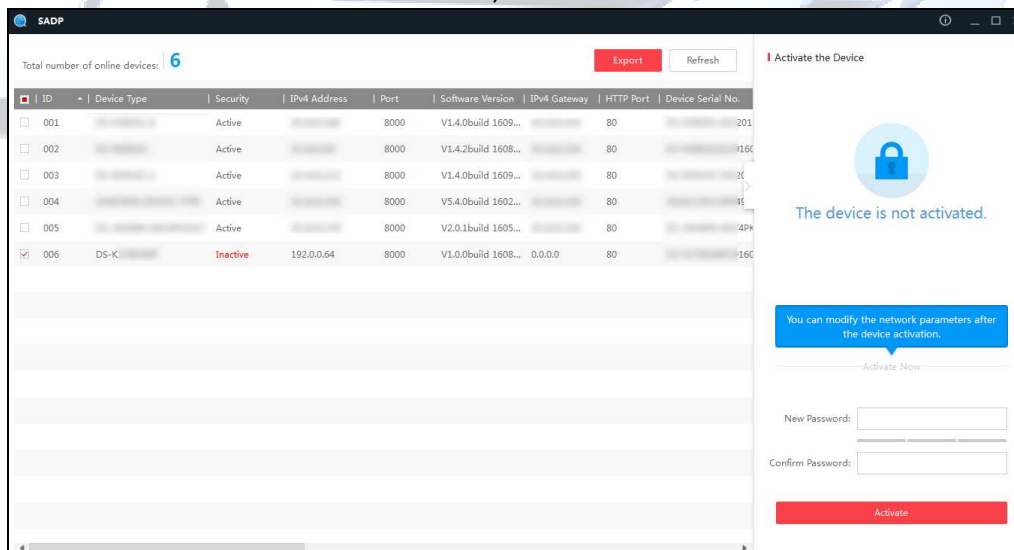 SADP
Total number of online devices: 6
Export
Refresh
ID | Device Type | Security | IPv4 Address | Port | Software Version | IPv4 Gateway | HTTP Port | Device Serial No.
001 Active 8000 V1.4.0build 1609... 80 201
002 Active 8000 V1.4.2build 1608... 80 160
003 Active 8000 V1.4.0build 1609... 80
004 Active 8000 V5.4.0build 1602... 80
005 Active 8000 V2.0.1build 1605... 80
006 DS-K Inactive 192.0.0.64 8000 V1.0.0build 1608... 0.0.0.0 80
Activate the Device
The device is not activated.
You can modify the network parameters after
the device activation.
Activate Now
New Password:
Confirm Password:
Activate